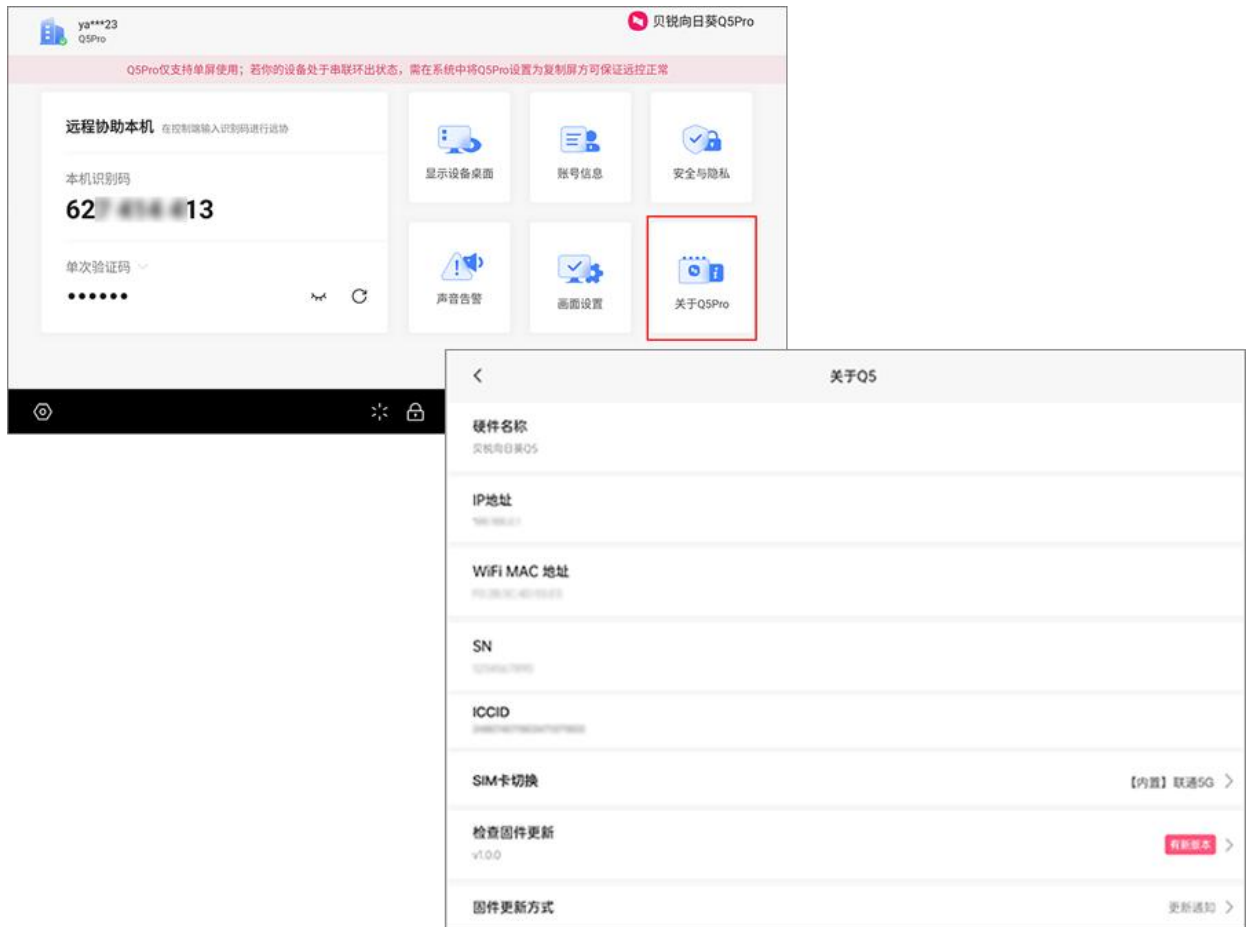 ya***23
Q5Pro
贝锐向日葵Q5Pro
Q5Pro仅支持单屏使用；若你的设备处于串联环出状态，需在系统中将Q5Pro设置为复制屏方可保证远控正常
远程协助本机 在控制端输入识别码进行远协
本机识别码
62 13
单次验证码
显示设备桌面
账号信息
安全与隐私
声音告警
画面设置
关于Q5Pro
关于Q5
硬件名称
贝锐向日葵Q5
IP地址
WiFi MAC 地址
SN
1234567890
ICCID
SIM卡切换
【内置】联通5G
检查固件更新
v1.0.0
有新版本
固件更新方式
更新通知